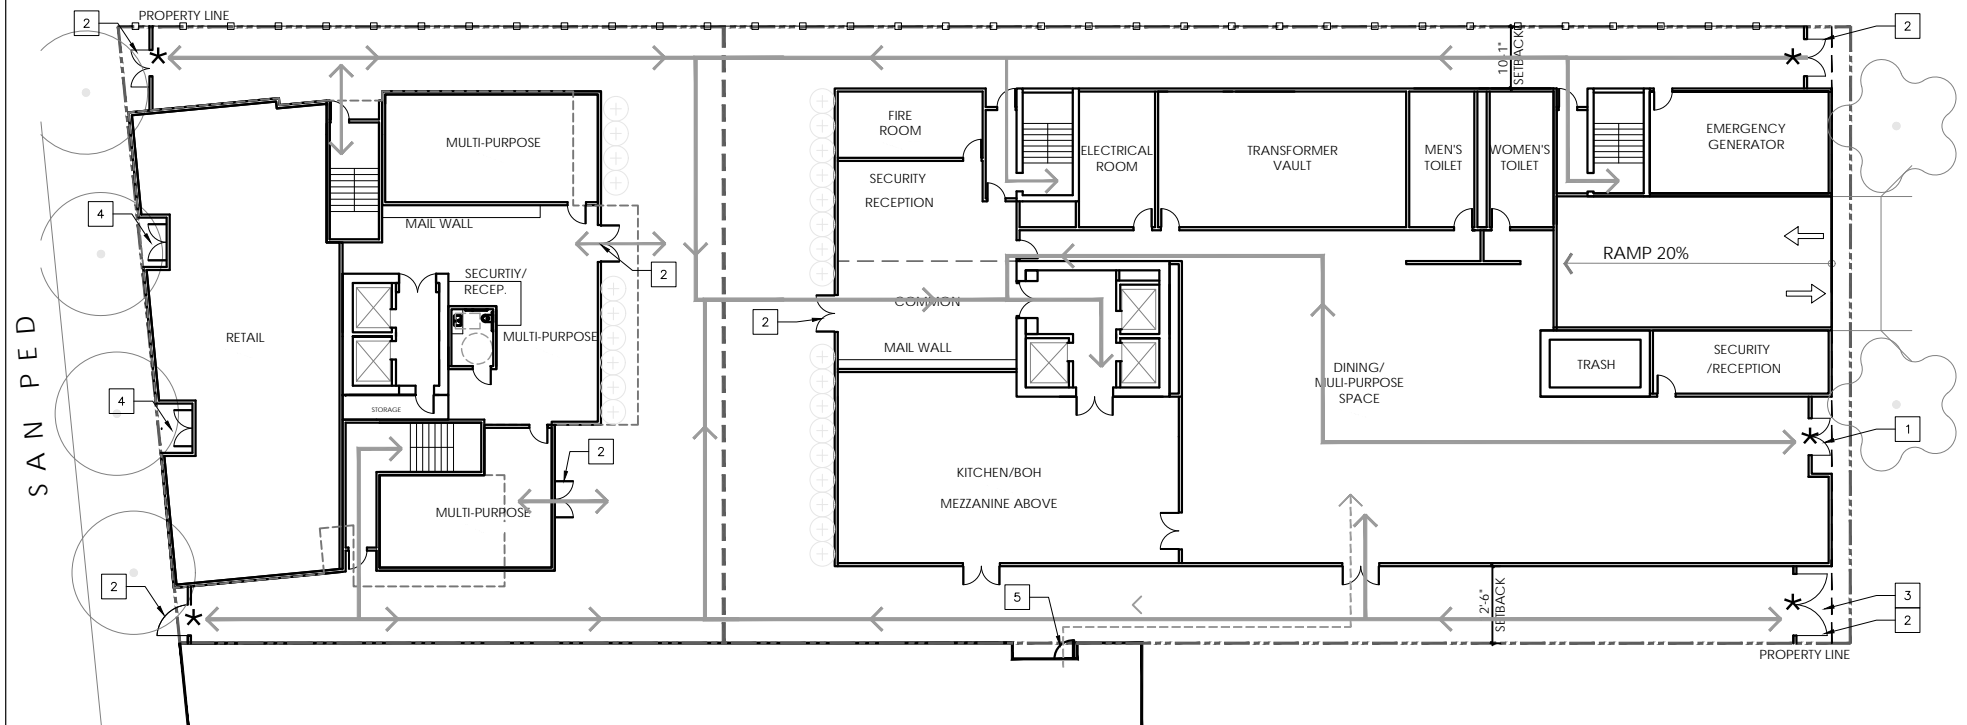 PROPERTY LINE
2
2
10'-1"
SETBACK
MULTI-PURPOSE
FIRE
ROOM
SECURITY
RECEPTION
ELECTRICAL
ROOM
TRANSFORMER
VAULT
MEN'S
TOILET
WOMEN'S
TOILET
EMERGENCY
GENERATOR
4
MAIL WALL
2
SECURTIY/
RECEP.
RAMP 20%
COMMON
2
RETAIL
MULTI-PURPOSE
MAIL WALL
TRASH
SECURITY
/RECEPTION
DINING/
MULI-PURPOSE
SPACE
SAN PED
4
STORAGE
1
2
KITCHEN/BOH
MEZZANINE ABOVE
MULTI-PURPOSE
2
5
2'-6"
SETBACK
3
2
PROPERTY LINE